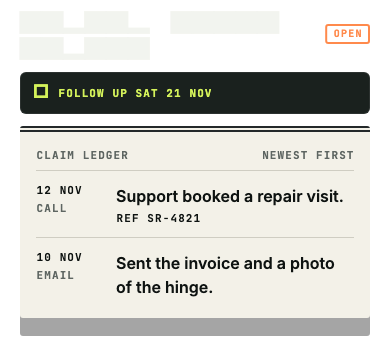 OPEN
FOLLOW UP SAT 21 NOV
CLAIM LEDGER NEWEST FIRST
12 NOV
CALL
Support booked a repair visit.
REF SR-4821
10 NOV
EMAIL
Sent the invoice and a photo
of the hinge.